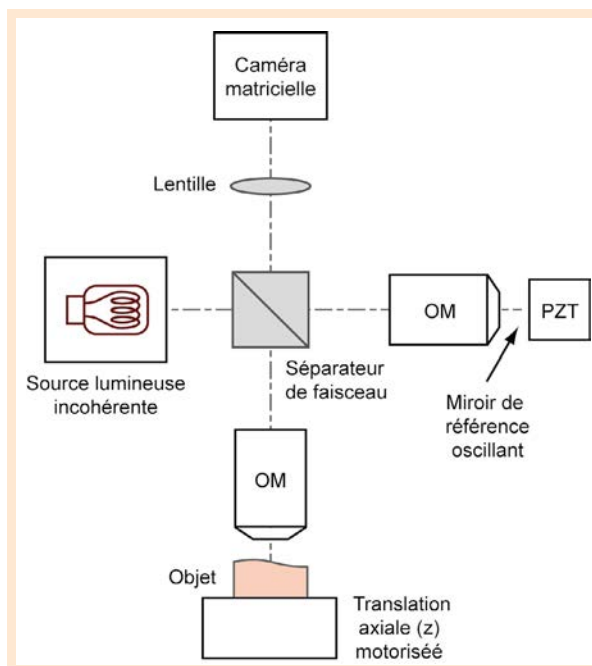 Caméra
matricielle
Lentille
OM
PZT
Source lumineuse
incohérente
Séparateur
de faisceau
Miroir de
référence
oscillant
OM
Objet
Translation
axiale (z)
motoriséé